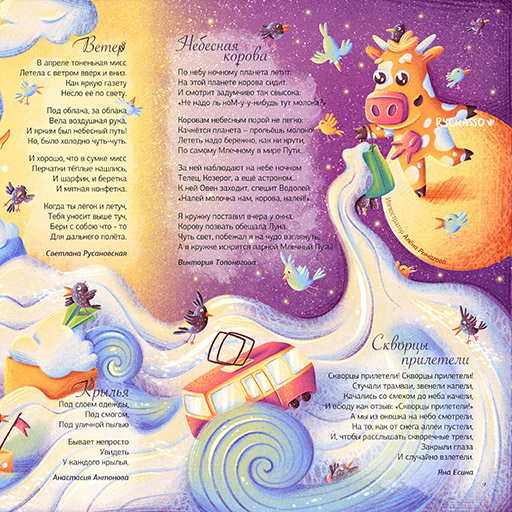 Ветер
В апреле тоненькая мисс
Летела с ветром вверх и вниз.
Как яркую газету
Несло её по свету.
Под облака, за облака
Вела воздушная рука,
И ярким был небесный путь!
Но, было холодно чуть-чуть.
И хорошо, что в сумке мисс
Перчатки тёплые нашлись,
И шарфик, и беретка
И мятная конфетка.
Когда ты лёгок и летуч,
Тебя уносит выше туч,
Бери с собою что - то
Для дальнего полёта.
Светлана Русановская
Небесная
корова
По небу ночному планета летит.
На этой планете корова сидит.
И смотрит задумчиво так свысока:
"Не надо ль ноМ-у-у-нибудь тут молока?"
Коровам небесным порой не легко:
Качнётся планета – прольёшь молоко!
Лететь надо бережно, как ни крути,
По самому Млечному в мире Пути...
За ней наблюдают на небе ночном
Телец, Козерог, а ещё астроном...
К ней Овен заходит, спешит Водолей:
"Налей молочка нам, корова, налей!"
Я кружку поставил вчера у окна.
Корову позвать обещала Луна.
Чуть свет, побежал я на чудо взглянуть,
А в кружке искрится парной Млечный Путь!
Виктория Топоногова
RYBKA33D
Иллюстратор Алёна Рычагова
Крылья
Под слоем одежды,
Под смогом,
Под уличной пылью
Бывает непросто
Увидеть
У каждого крылья.
Анастасия Антонова
Скворцы
прилетели
Скворцы прилетели! Скворцы прилетели!
Стучали трамваи, звенели капели,
Качались со смехом до неба качели,
И всюду как отзыв: «Скворцы прилетели!»
А мы из окошка на небо смотрели,
На то, как от снега аллеи пустели.
И, чтобы расслышать скворечные трели,
Закрыли глаза
И случайно взлетели.
Яна Есина